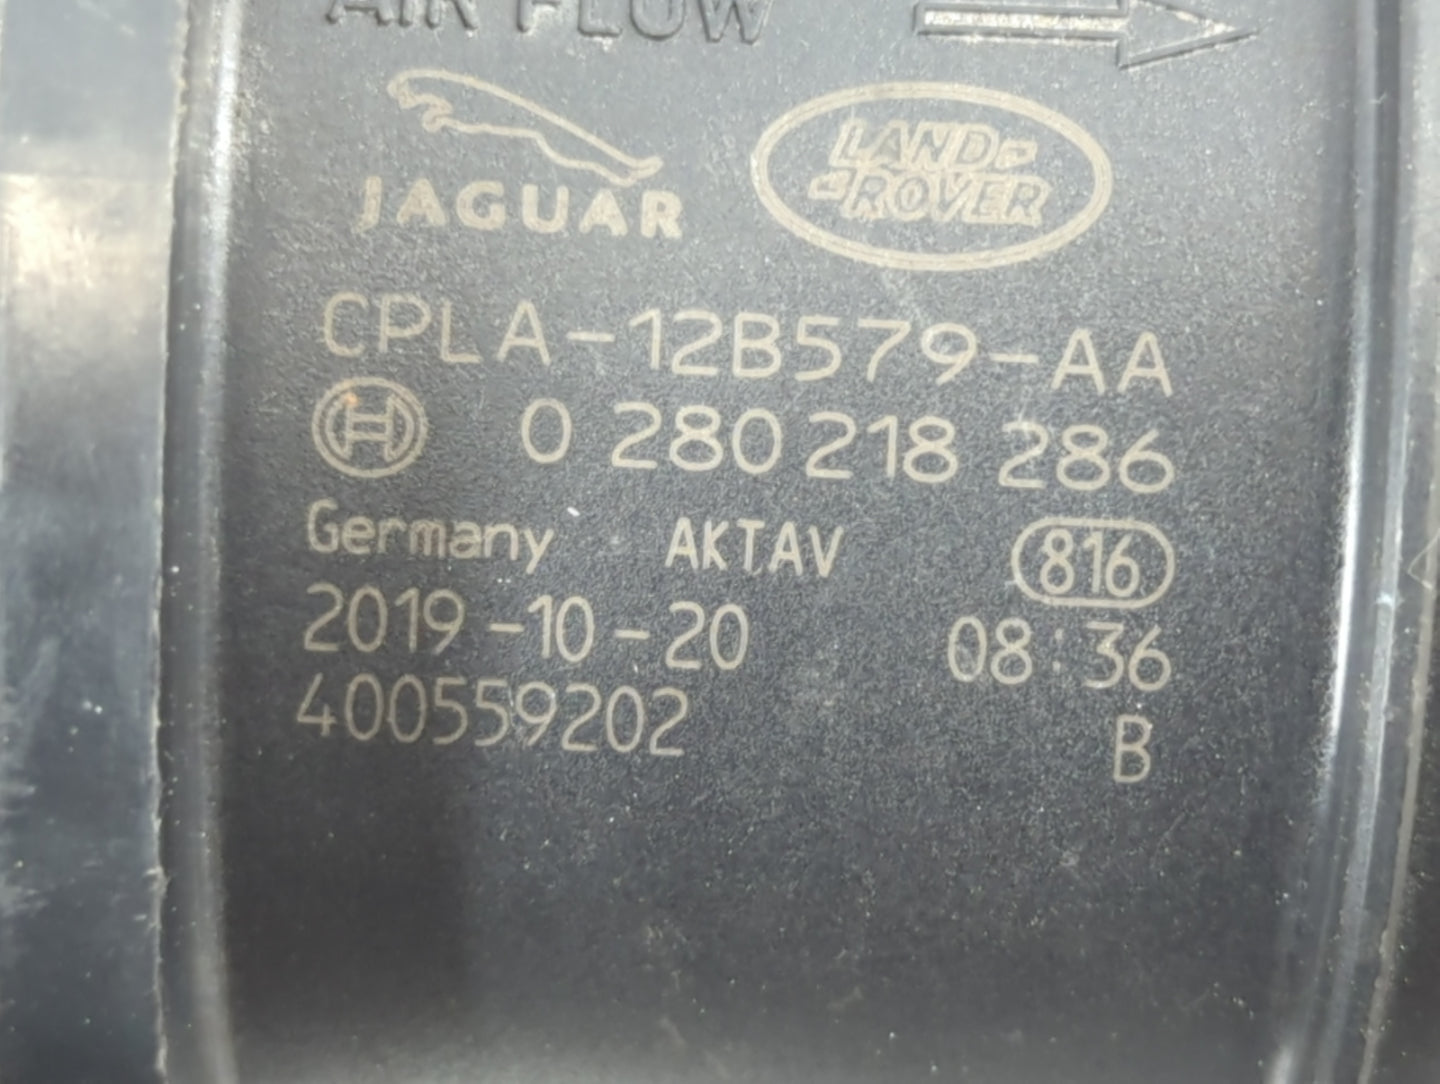 AIR FLOW
JAGUAR
LAND
ROVER
CPLA-12B579-AA
0 280 218 286
Germany AKTAV 816
2019-10-20 08:36
400559202 B